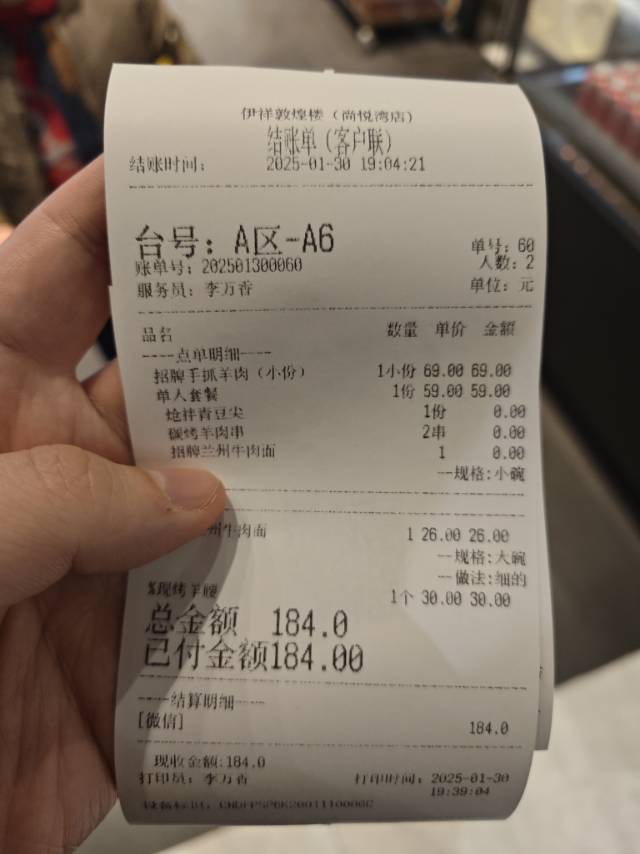 伊祥敦煌楼（尚悦湾店）
结账单（客户联）
结账时间： 2025-01-30 19:04:21
台号：A区-A6 单号：60
账单号：202501300060 人数：2
服务员：李万香 单位：元
品名 数量 单价 金额
----点单明细----
招牌手抓羊肉（小份） 1小份 69.00 69.00
单人套餐 1份 59.00 59.00
炝拌青豆尖 1份 0.00
碳烤羊肉串 2串 0.00
招牌兰州牛肉面 1 0.00
--规格:小碗
州牛肉面 1 26.00 26.00
--规格:大碗
--做法:细的
%现烤羊腰 1个 30.00 30.00
总金额 184.0
已付金额184.00
----结算明细----
[微信] 184.0
现收金额:184.0
打印员：李万香 打印时间：2025-01-30
19:39:04
设备标识：